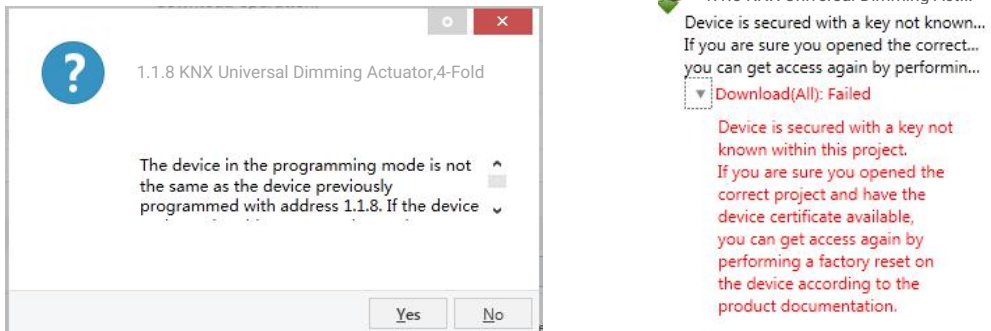 1.1.8 KNX Universal Dimming Actuator,4-Fold
The device in the programming mode is not
the same as the device previously
programmed with address 1.1.8. If the device
Yes
No
Device is secured with a key not known...
If you are sure you opened the correct...
you can get access again by performin...
Download(All): Failed
Device is secured with a key not
known within this project.
If you are sure you opened the
correct project and have the
device certificate available,
you can get access again by
performing a factory reset on
the device according to the
product documentation.